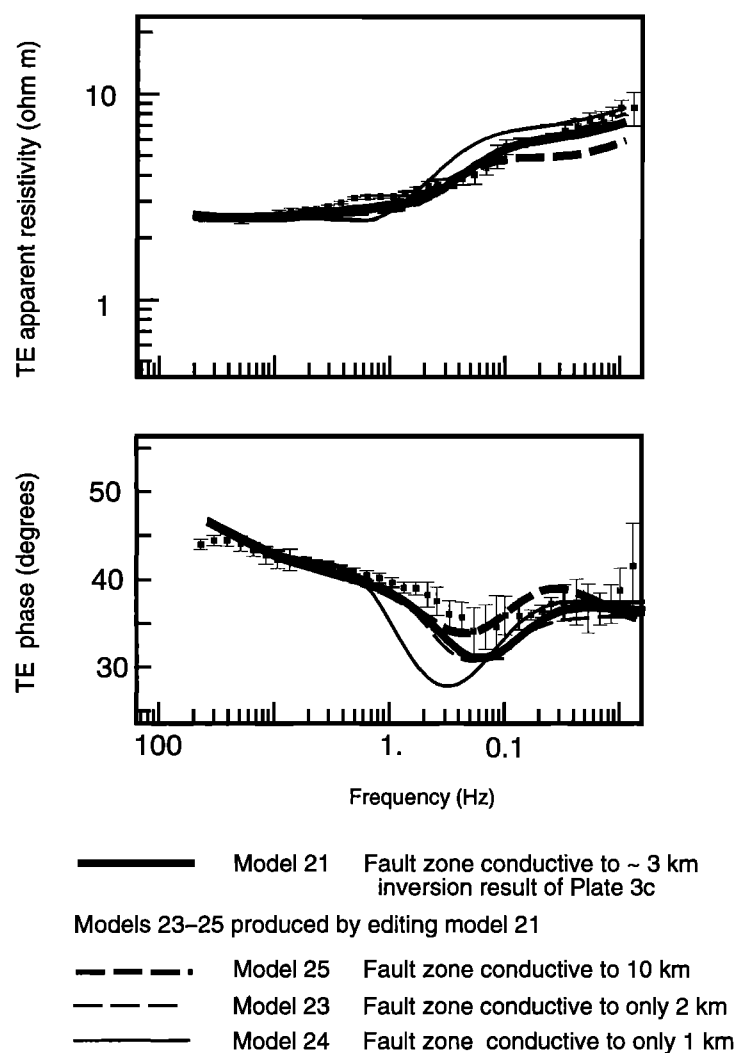 TE apparent resistivity (ohm m)
10
1
TE phase (degrees)
50
40
30
100
1.
0.1
Frequency (Hz)
Model 21 Fault zone conductive to ~ 3 km
inversion result of Plate 3c
Models 23–25 produced by editing model 21
Model 25 Fault zone conductive to 10 km
Model 23 Fault zone conductive to only 2 km
Model 24 Fault zone conductive to only 1 km